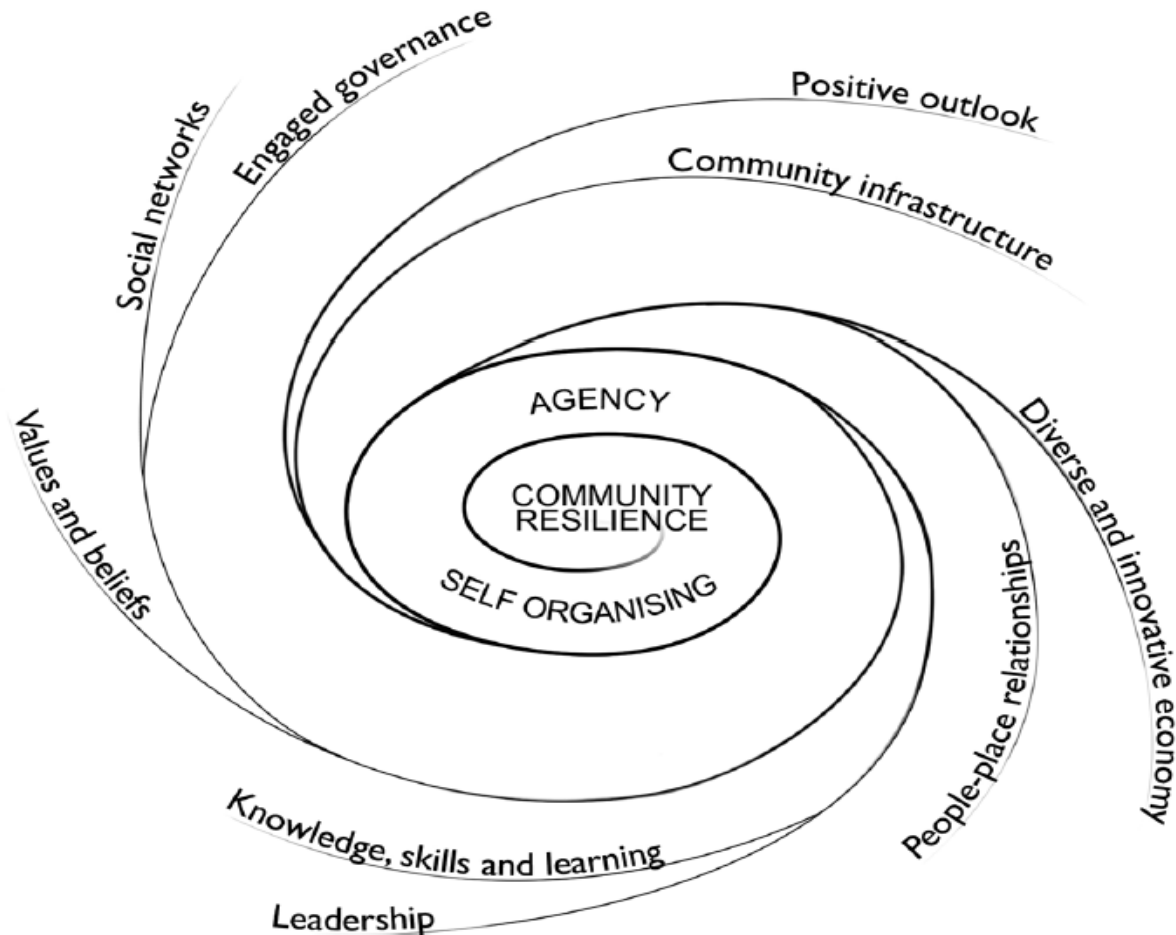 Engaged governance
Social networks
Positive outlook
Community infrastructure
AGENCY
COMMUNITY
RESILIENCE
SELF ORGANISING
Diverse and innovative economy
People-place relationships
Values and beliefs
Knowledge, skills and learning
Leadership